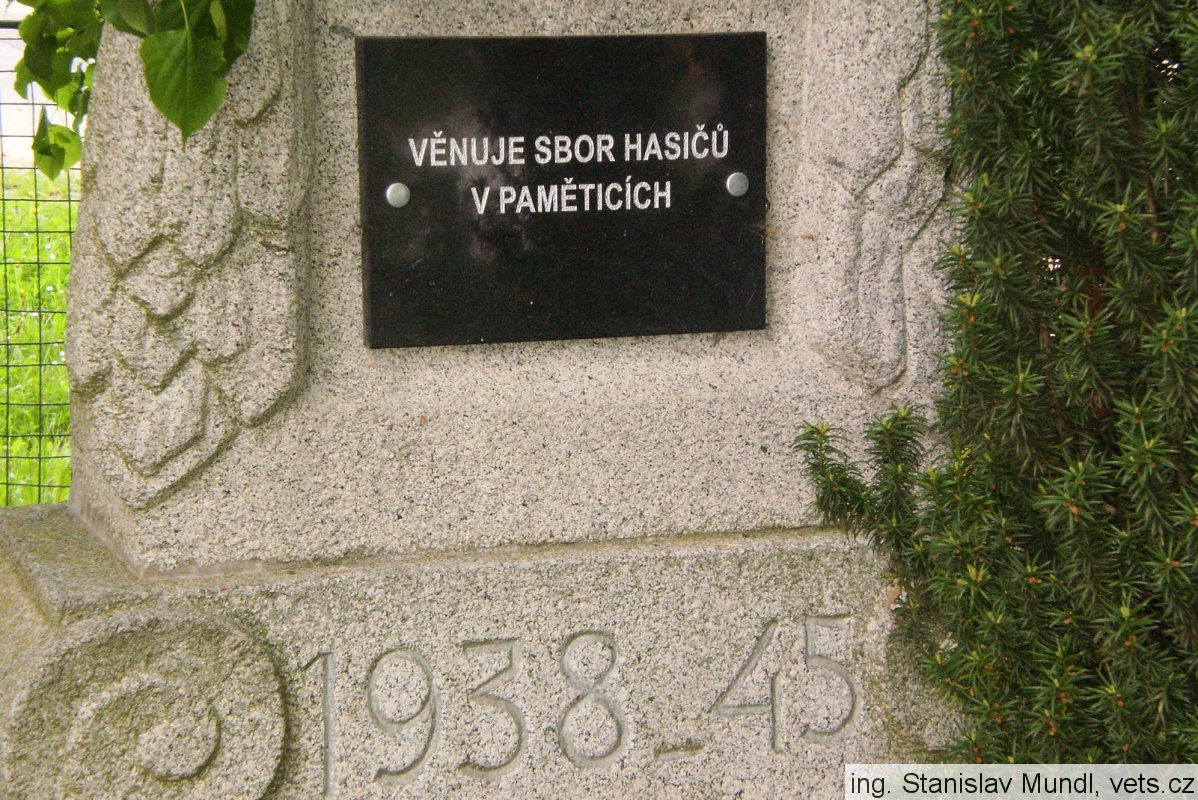 VĚNUJE SBOR HASIČŮ
V PAMĚTICÍCH
1938-45
ing. Stanislav Mundl, vets.cz